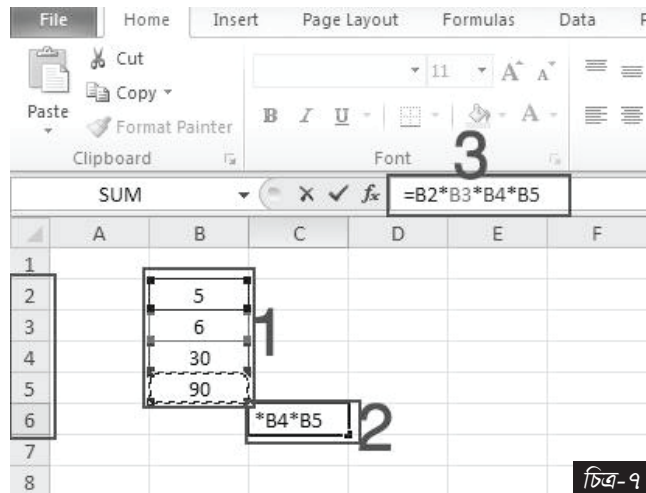 File Home Insert Page Layout Formulas Data
Cut
Copy
Paste
Format Painter
11 A A
B I U A
Clipboard Font
3
SUM fx =B2*B3*B4*B5
A B C D E F
1
2 5
3 6
1
4 30
5 90
6 *B4*B5
2
7
8
চিত্র-৭